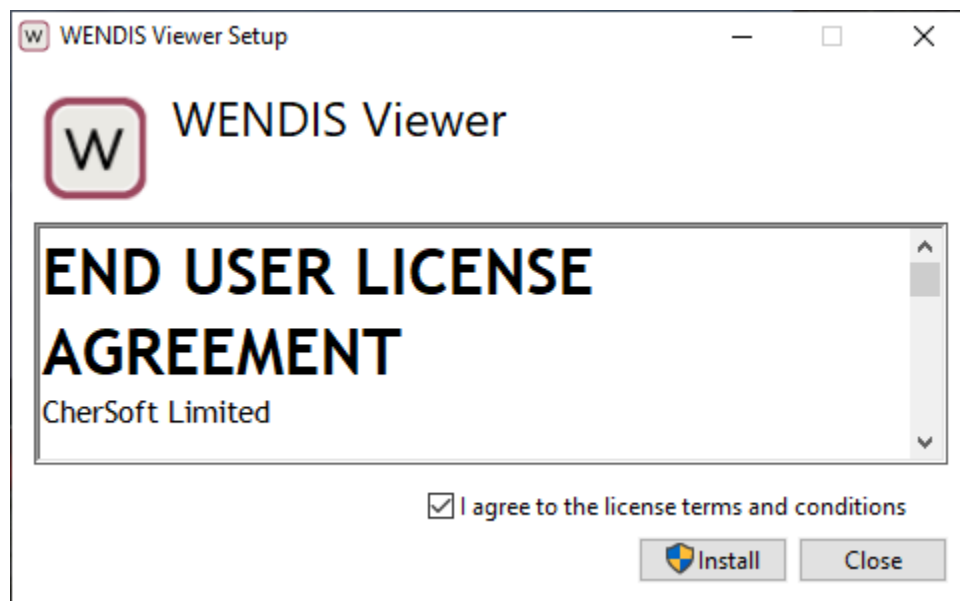 W WENDIS Viewer Setup
W
WENDIS Viewer
END USER LICENSE
AGREEMENT
CherSoft Limited
I agree to the license terms and conditions
Install
Close